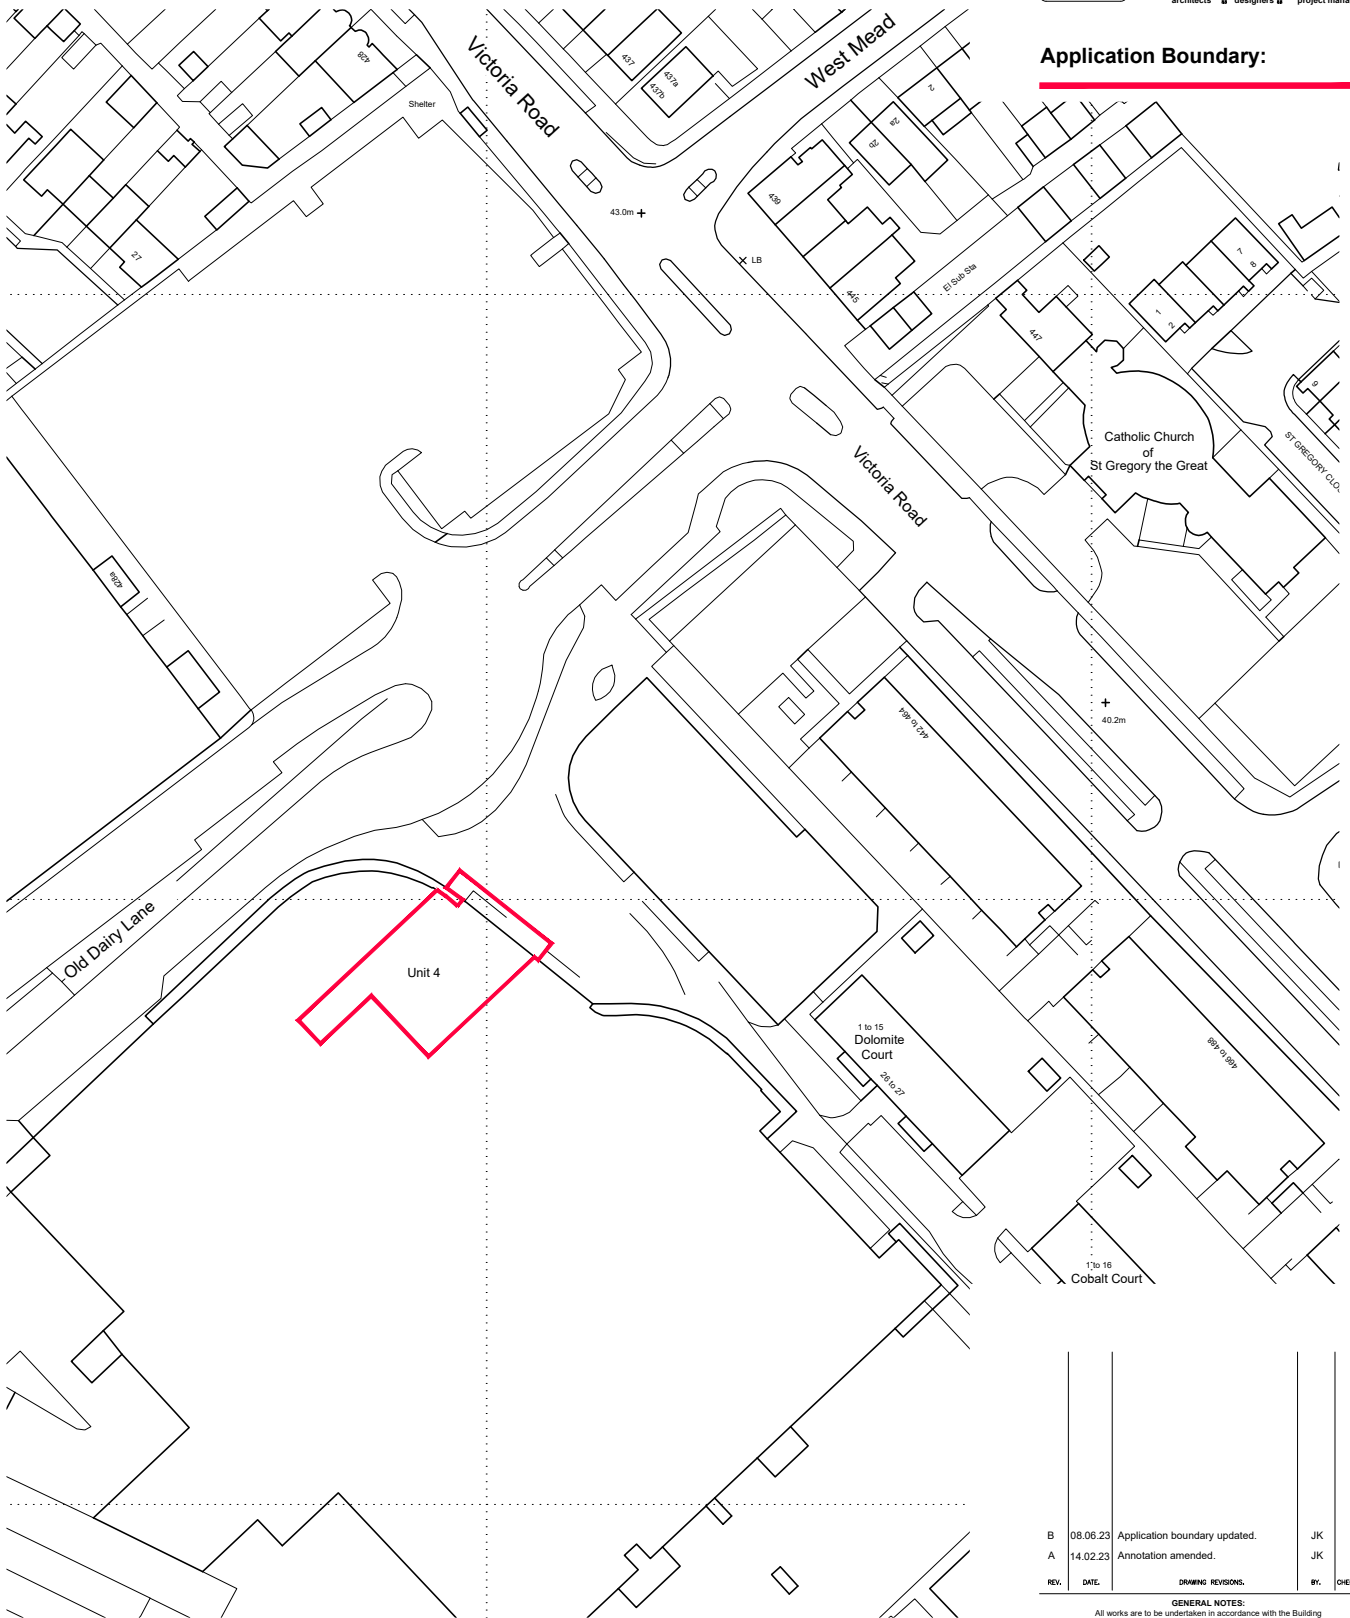 architects
designers
Application Boundary:
Victoria Road
West Mead
428
437
437a
437b
Shelter
2
2a
2b
439
43.0m
LB
27
El Sub Sta
445
447
7
8
1
2
9
Catholic Church
of
St Gregory the Great
ST GREGORY
Victoria Road
428a
442 to 464
40.2m
Old Dairy Lane
Unit 4
1 to 15
Dolomite
Court
26 to 27
466 to 488
1 to 16
Cobalt Court
B 08.06.23 Application boundary updated. JK
A 14.02.23 Annotation amended. JK
REV. DATE. DRAWING REVISIONS. BY.
GENERAL NOTES:
All works are to be undertaken in accordance with the Building